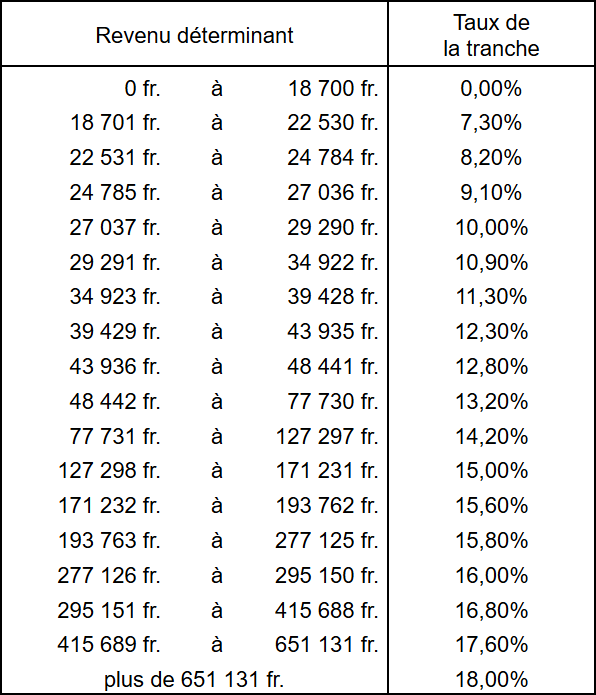 Revenu déterminant
Taux de
la tranche
0 fr. à 18 700 fr. 0,00%
18 701 fr. à 22 530 fr. 7,30%
22 531 fr. à 24 784 fr. 8,20%
24 785 fr. à 27 036 fr. 9,10%
27 037 fr. à 29 290 fr. 10,00%
29 291 fr. à 34 922 fr. 10,90%
34 923 fr. à 39 428 fr. 11,30%
39 429 fr. à 43 935 fr. 12,30%
43 936 fr. à 48 441 fr. 12,80%
48 442 fr. à 77 730 fr. 13,20%
77 731 fr. à 127 297 fr. 14,20%
127 298 fr. à 171 231 fr. 15,00%
171 232 fr. à 193 762 fr. 15,60%
193 763 fr. à 277 125 fr. 15,80%
277 126 fr. à 295 150 fr. 16,00%
295 151 fr. à 415 688 fr. 16,80%
415 689 fr. à 651 131 fr. 17,60%
plus de 651 131 fr. 18,00%